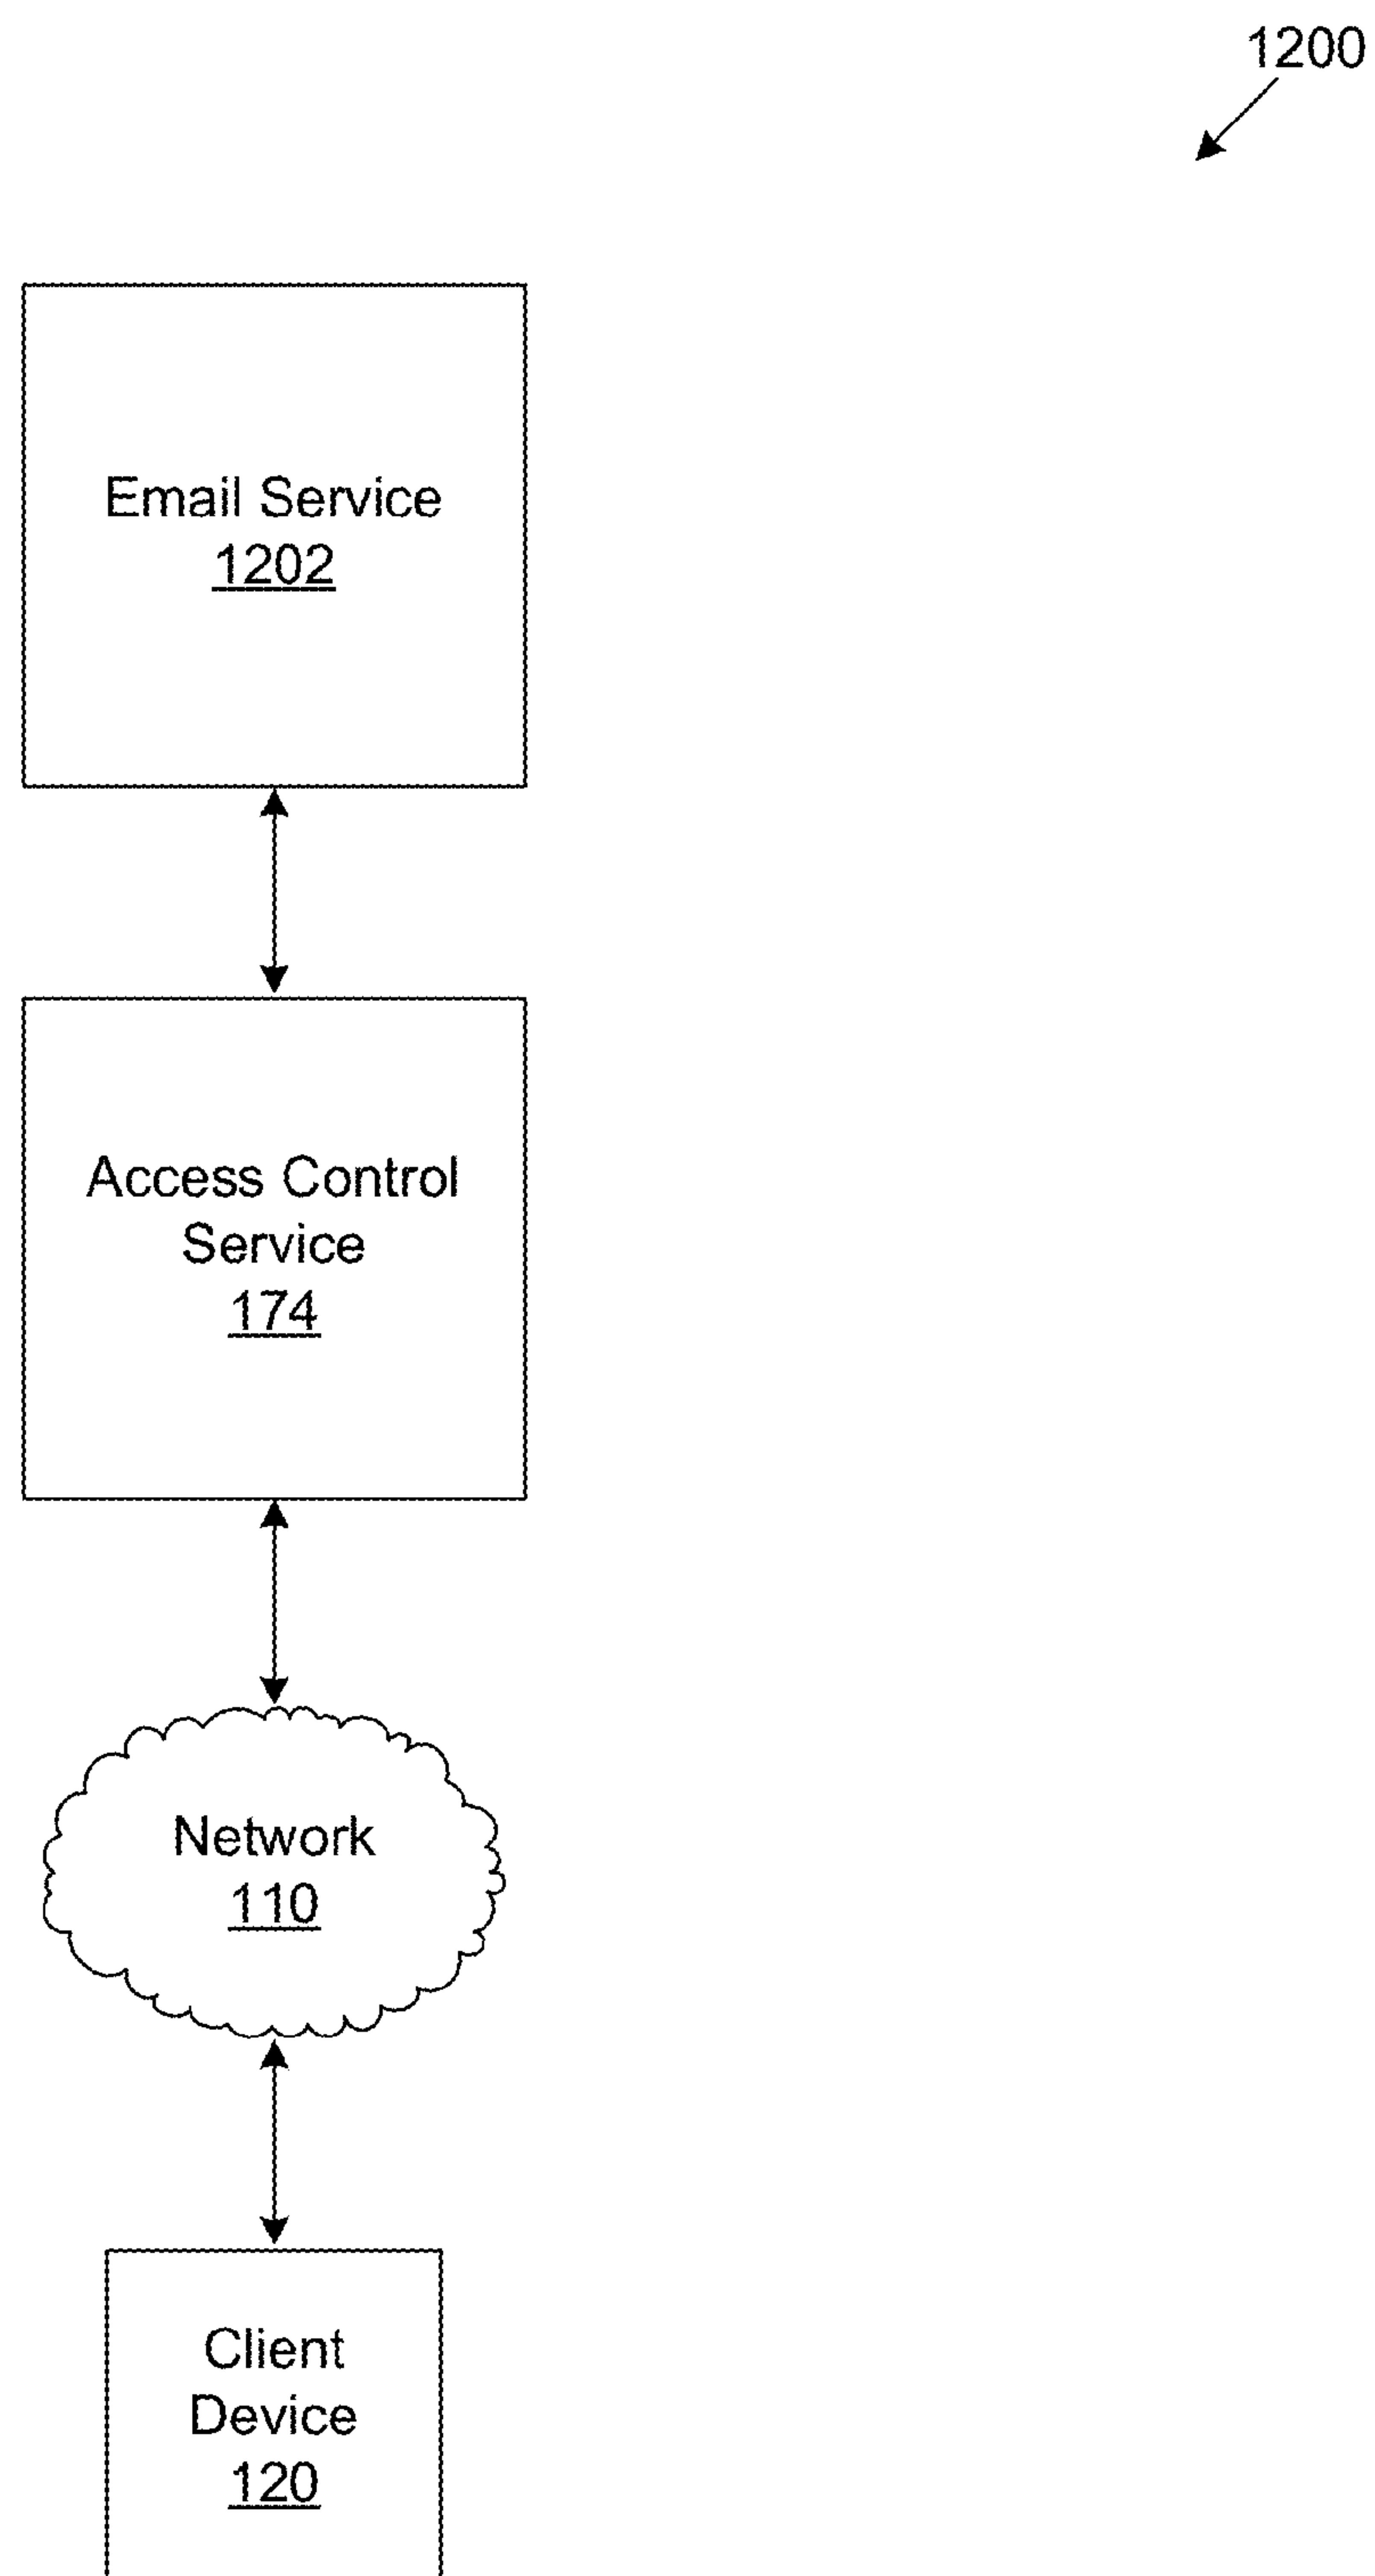 1200
Email Service
1202
Access Control
Service
174
Network
110
Client
Device
120